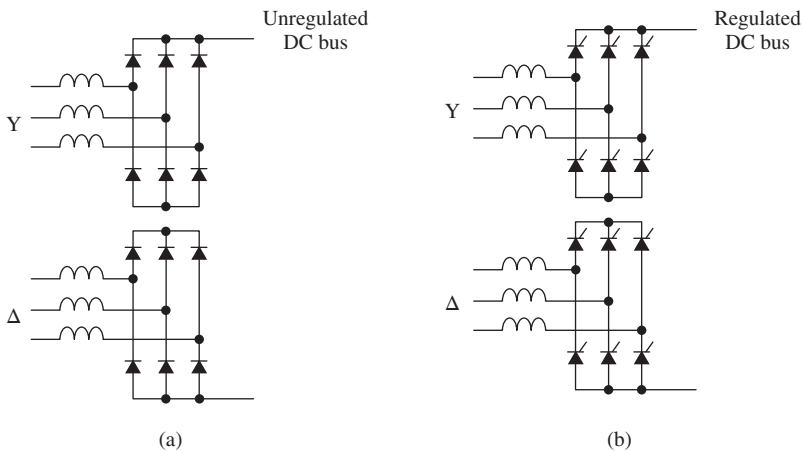 Unregulated
DC bus
Y
Δ
(a)
Regulated
DC bus
Y
Δ
(b)